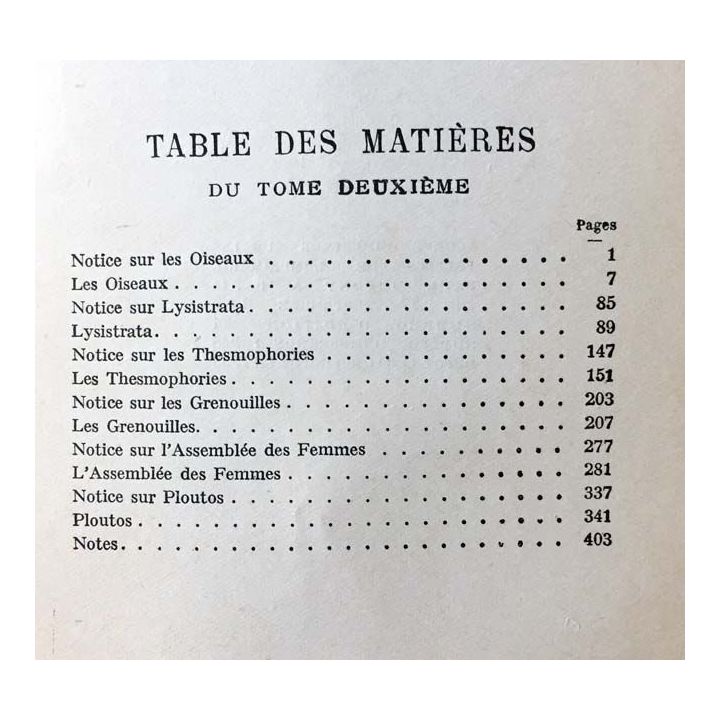 TABLE DES MATIÈRES
DU TOME DEUXIÈME
Pages
Notice sur les Oiseaux . . . . . . . . . . . . . . . . 1
Les Oiseaux . . . . . . . . . . . . . . . . . . . . . 7
Notice sur Lysistrata . . . . . . . . . . . . . . . . . 85
Lysistrata. . . . . . . . . . . . . . . . . . . . . . 89
Notice sur les Thesmophories . . . . . . . . . . . . . 147
Les Thesmophories . . . . . . . . . . . . . . . . . . 151
Notice sur les Grenouilles . . . . . . . . . . . . . . . 203
Les Grenouilles. . . . . . . . . . . . . . . . . . . . 207
Notice sur l'Assemblée des Femmes . . . . . . . . . . 277
L'Assemblée des Femmes . . . . . . . . . . . . . . . 281
Notice sur Ploutos . . . . . . . . . . . . . . . . . . 337
Ploutos . . . . . . . . . . . . . . . . . . . . . . . 341
Notes. . . . . . . . . . . . . . . . . . . . . . . . 403